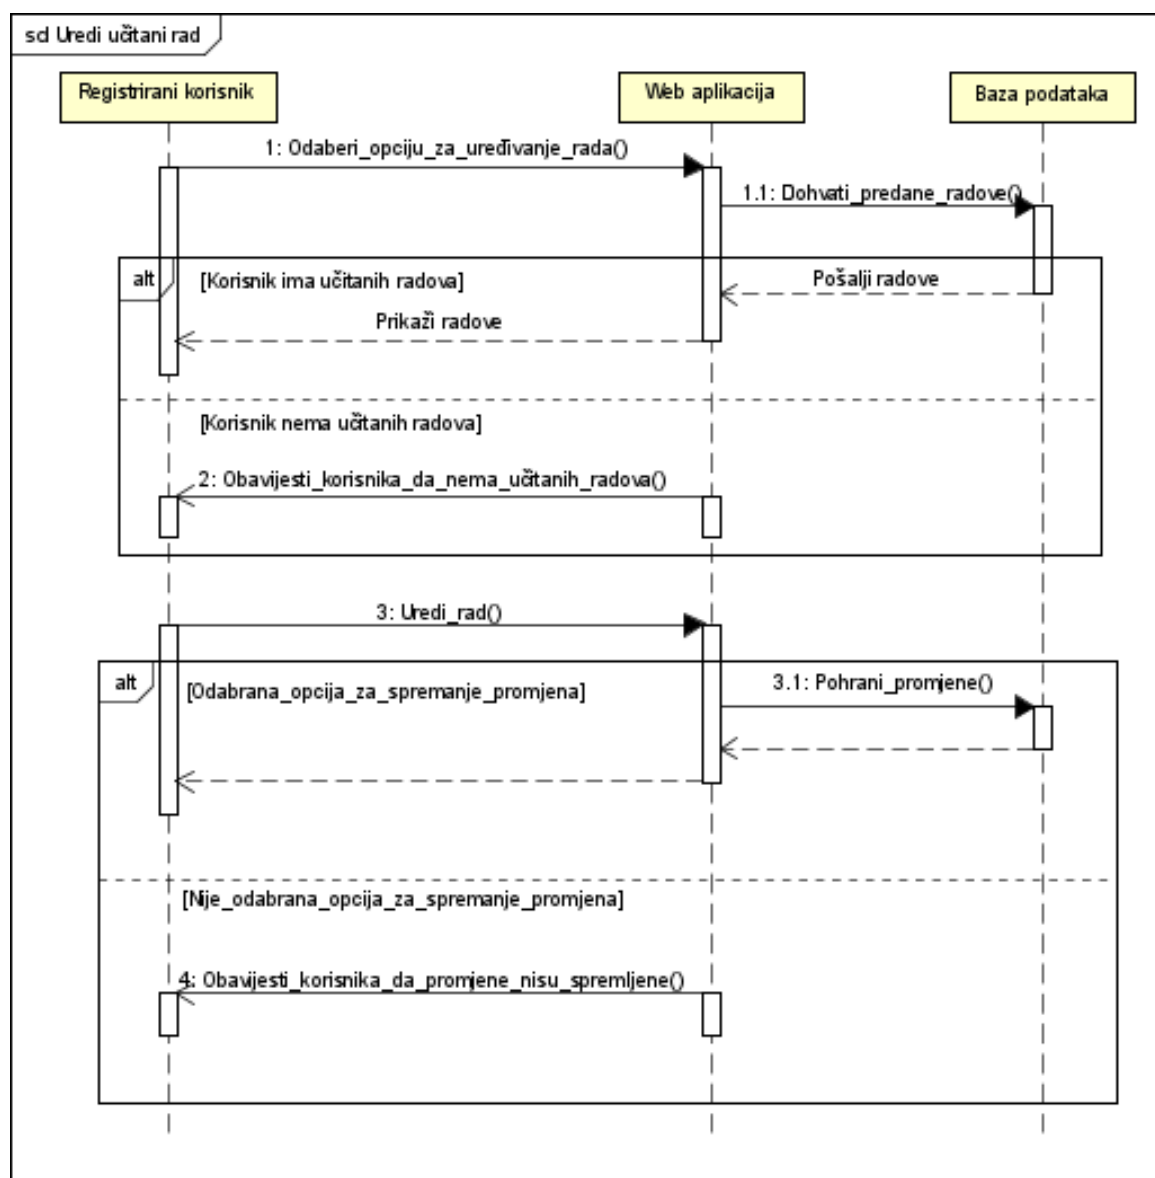 sd Uredi učitani rad
Registrirani korisnik
Web aplikacija
Baza podataka
1: Odaberi_opciju_za_uređivanje_rada()
1.1: Dohvati_predane_radove()
alt
[Korisnik ima učitanih radova]
Pošalji radove
Prikaži radove
[Korisnik nema učitanih radova]
2: Obavijesti_korisnika_da_nema_učitanih_radova()
3: Uredi_rad()
alt
[Odabrana_opcija_za_spremanje_promjena]
3.1: Pohrani_promjene()
[Nije_odabrana_opcija_za_spremanje_promjena]
4: Obavijesti_korisnika_da_promjene_nisu_spremljene()